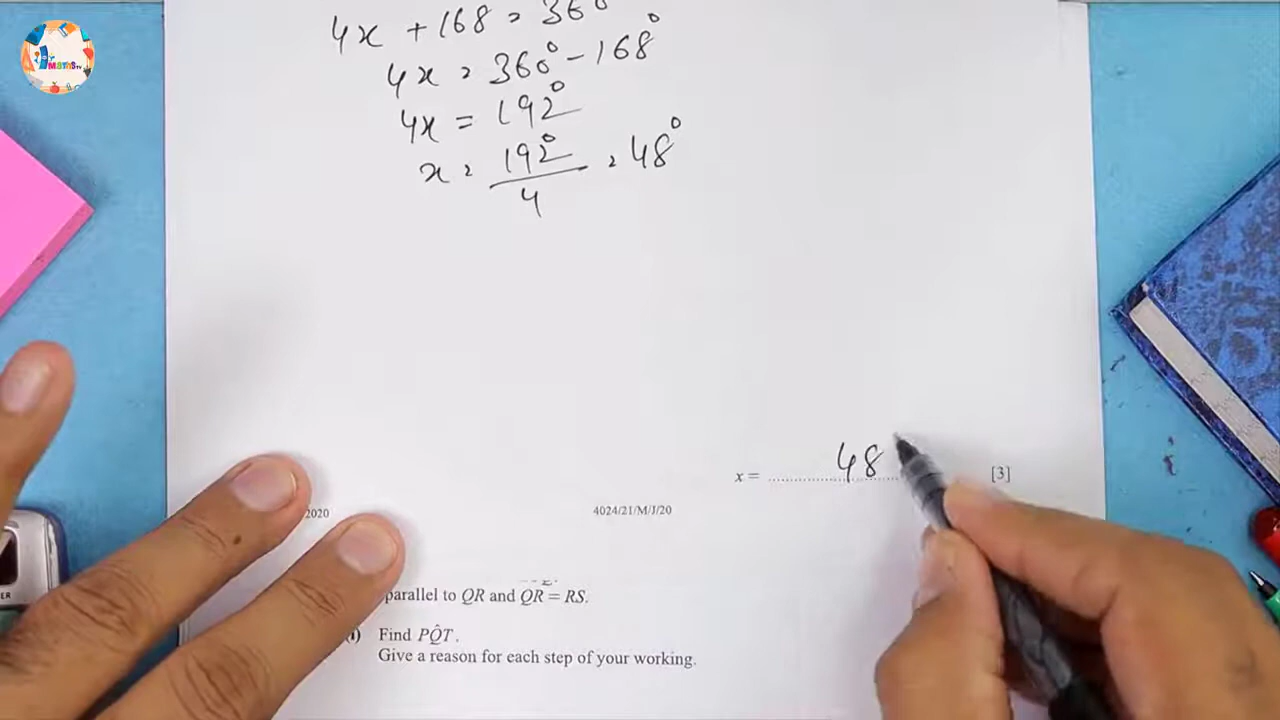 MATHSTV
4x + 168 = 360°
4x = 360° - 168°
4x = 192°
x = 192° / 4 = 48°
x = .................. 48 [3]
2020
4024/21/M/J/20
parallel to QR and QR = RS.
(i) Find PQ̂T.
Give a reason for each step of your working.